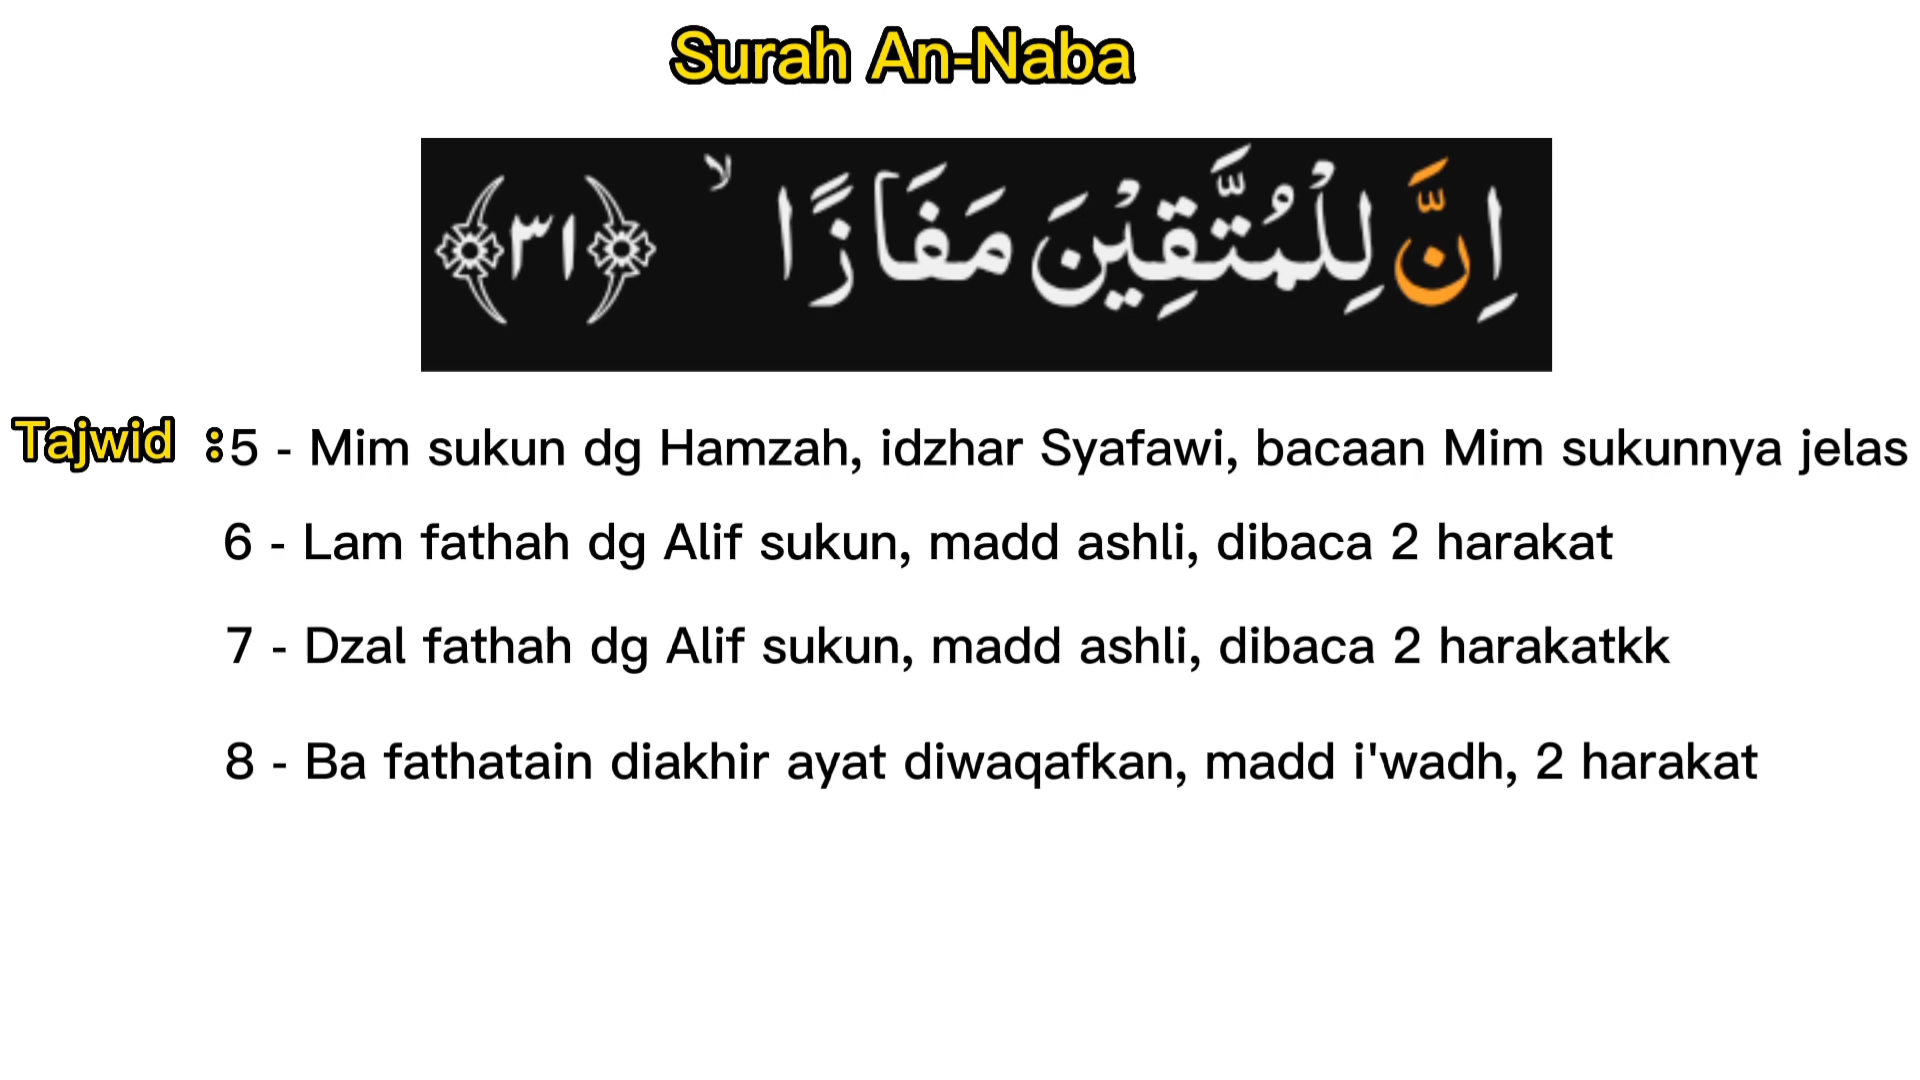 Surah An-Naba
اِنَّ لِلْمُتَّقِيْنَ مَفَازًا ۙ ﴿٣١﴾
Tajwid :5 - Mim sukun dg Hamzah, idzhar Syafawi, bacaan Mim sukunnya jelas
6 - Lam fathah dg Alif sukun, madd ashli, dibaca 2 harakat
7 - Dzal fathah dg Alif sukun, madd ashli, dibaca 2 harakatkk
8 - Ba fathatain diakhir ayat diwaqafkan, madd i'wadh, 2 harakat